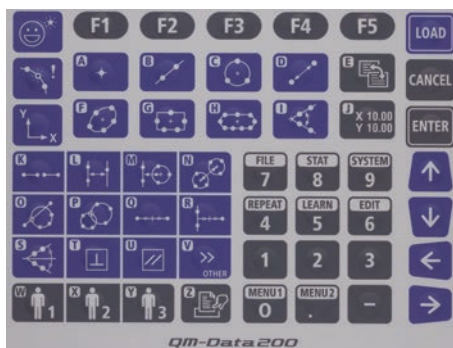 F1 F2 F3 F4 F5 LOAD
! A B C D E CANCEL
Y X F G H I J X 10.00 Y 10.00 ENTER
K L M N FILE 7 STAT 8 SYSTEM 9
O P Q R REPEAT 4 LEARN 5 EDIT 6
S T U V >> OTHER 1 2 3
W 1 X 2 Y 3 Z MENU1 0 MENU2 . −
QM-Data200